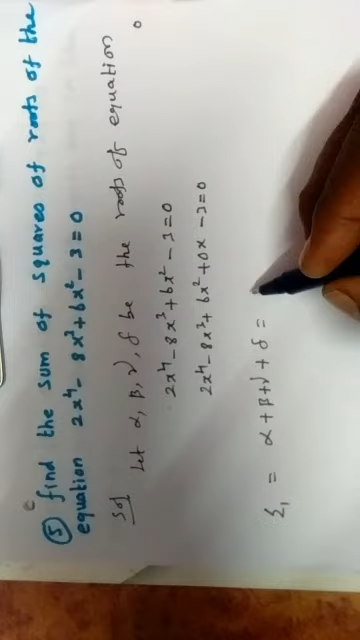 ⑤ find the sum of squares of roots of the
equation 2x⁴ - 8x³ + 6x² - 3 = 0
Sol Let α, β, γ, δ be the roots of equation
2x⁴ - 8x³ + 6x² - 3 = 0
2x⁴ - 8x³ + 6x² + 0x - 3 = 0
Σ₁ = α + β + γ + δ =